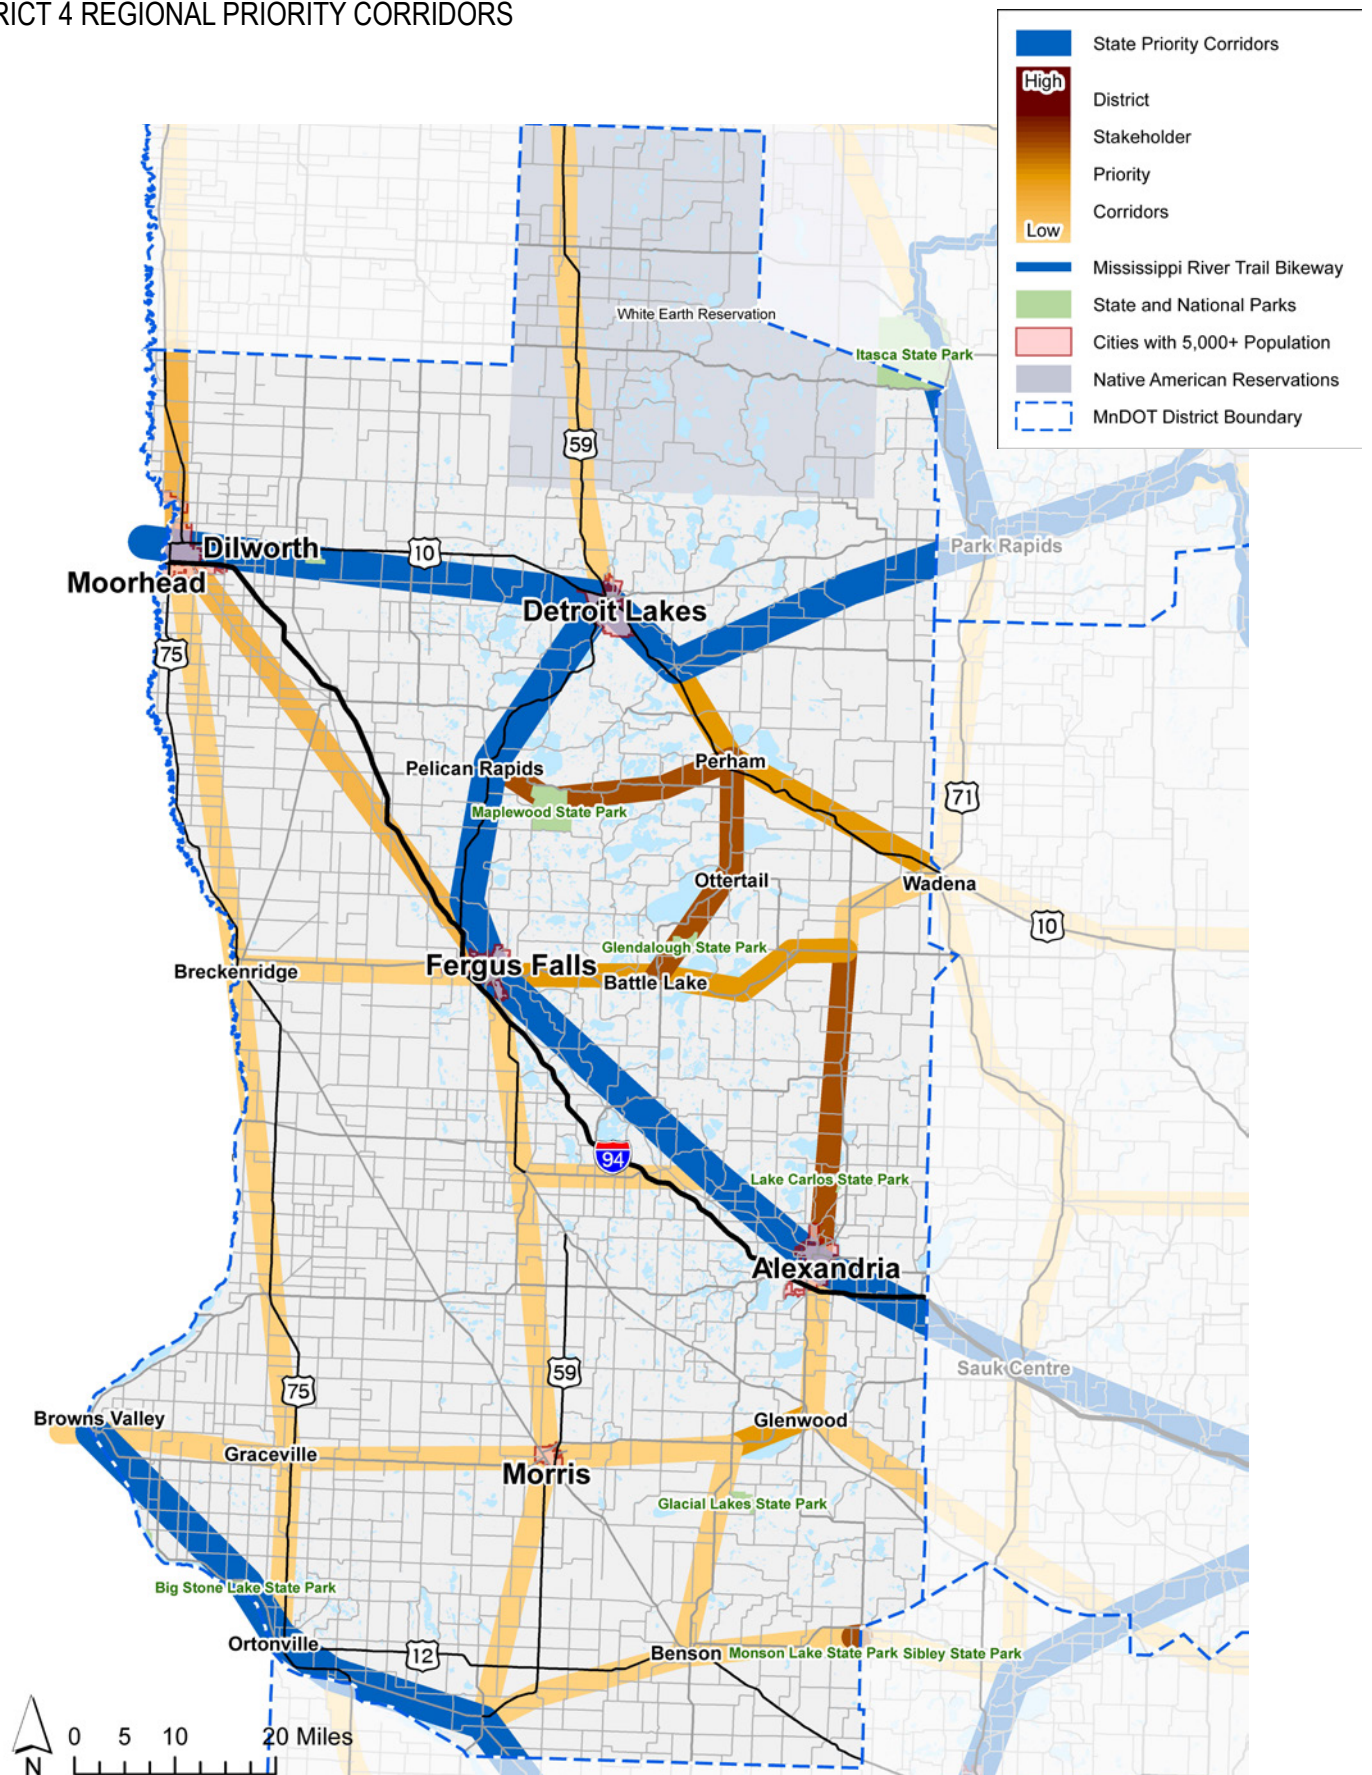 RICT 4 REGIONAL PRIORITY CORRIDORS
State Priority Corridors
High
District
Stakeholder
Priority
Corridors
Low
Mississippi River Trail Bikeway
State and National Parks
Cities with 5,000+ Population
Native American Reservations
MnDOT District Boundary
White Earth Reservation
Itasca State Park
59
Dilworth
10
Park Rapids
Moorhead
Detroit Lakes
75
Perham
Pelican Rapids
71
Maplewood State Park
Ottertail
Wadena
10
Glendalough State Park
Fergus Falls
Breckenridge
Battle Lake
94
Lake Carlos State Park
Alexandria
Sauk Centre
59
75
Browns Valley
Glenwood
Graceville
Morris
Glacial Lakes State Park
Big Stone Lake State Park
Ortonville
12
Benson
Monson Lake State Park
Sibley State Park
0 5 10 20 Miles
N